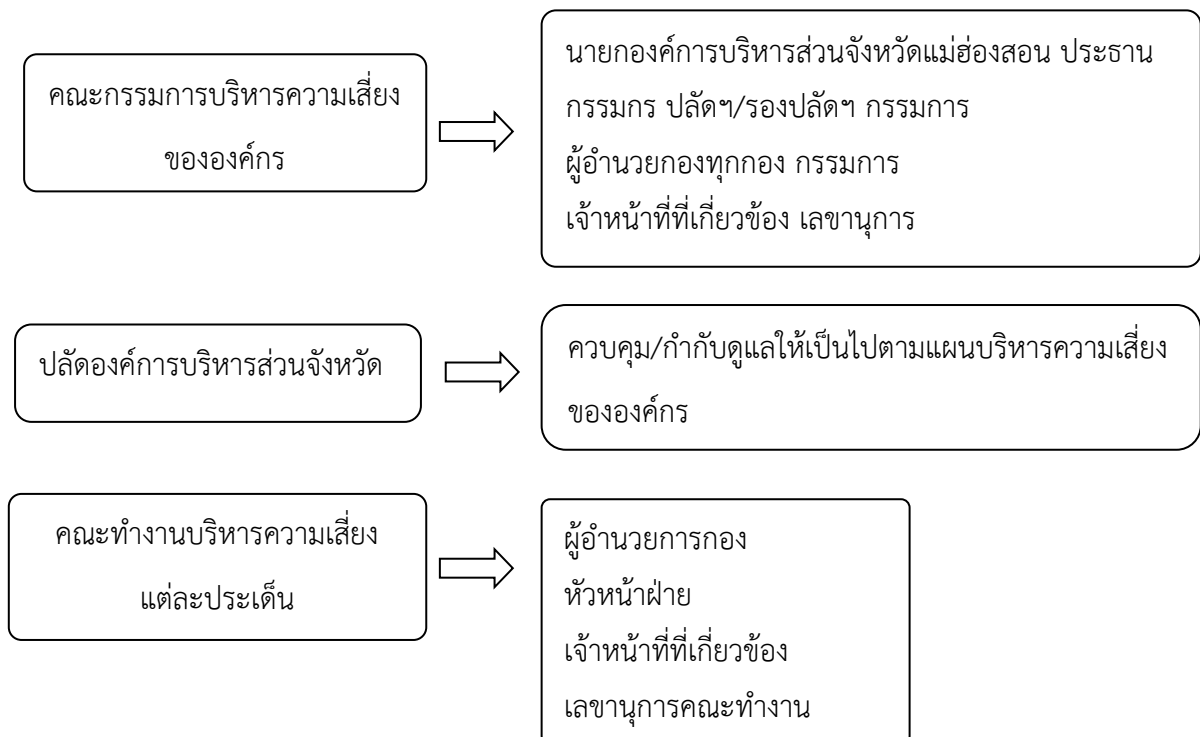 คณะกรรมการบริหารความเสี่ยง
ขององค์กร
นายกองค์การบริหารส่วนจังหวัดแม่ฮ่องสอน ประธาน
กรรมกร ปลัดฯ/รองปลัดฯ กรรมการ
ผู้อำนวยกองทุกกอง กรรมการ
เจ้าหน้าที่ที่เกี่ยวข้อง เลขานุการ
ปลัดองค์การบริหารส่วนจังหวัด
ควบคุม/กำกับดูแลให้เป็นไปตามแผนบริหารความเสี่ยง
ขององค์กร
คณะทำงานบริหารความเสี่ยง
แต่ละประเด็น
ผู้อำนวยการกอง
หัวหน้าฝ่าย
เจ้าหน้าที่ที่เกี่ยวข้อง
เลขานุการคณะทำงาน